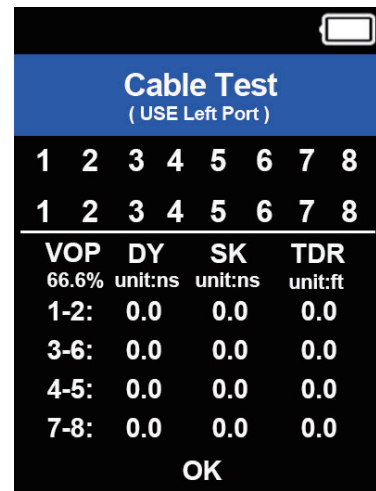 Cable Test
( USE Left Port )
1 2 3 4 5 6 7 8
1 2 3 4 5 6 7 8
VOP DY SK TDR
66.6% unit:ns unit:ns unit:ft
1-2: 0.0 0.0 0.0
3-6: 0.0 0.0 0.0
4-5: 0.0 0.0 0.0
7-8: 0.0 0.0 0.0
OK